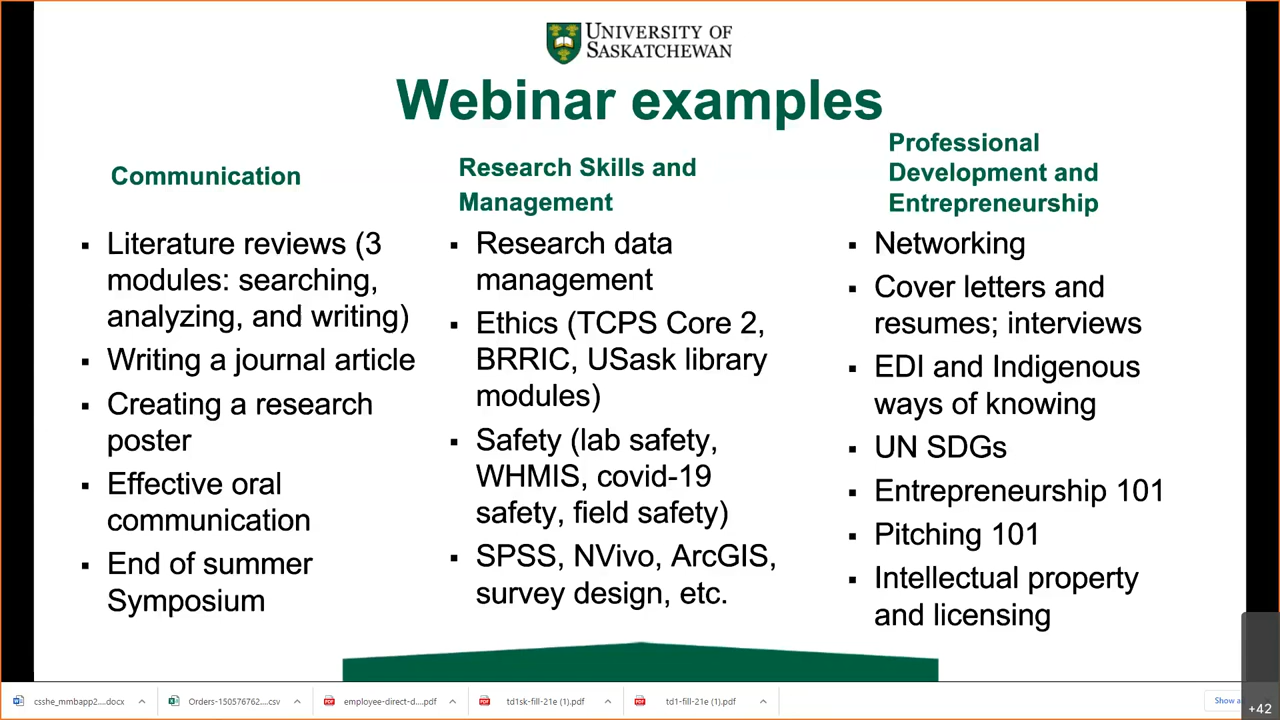 UNIVERSITY OF
SASKATCHEWAN
Webinar examples
Communication
▪ Literature reviews (3
modules: searching,
analyzing, and writing)
▪ Writing a journal article
▪ Creating a research
poster
▪ Effective oral
communication
▪ End of summer
Symposium
Research Skills and
Management
▪ Research data
management
▪ Ethics (TCPS Core 2,
BRRIC, USask library
modules)
▪ Safety (lab safety,
WHMIS, covid-19
safety, field safety)
▪ SPSS, NVivo, ArcGIS,
survey design, etc.
Professional
Development and
Entrepreneurship
▪ Networking
▪ Cover letters and
resumes; interviews
▪ EDI and Indigenous
ways of knowing
▪ UN SDGs
▪ Entrepreneurship 101
▪ Pitching 101
▪ Intellectual property
and licensing
csshe_mmbapp2....docx
Orders-150576762....csv
employee-direct-d....pdf
td1sk-fill-21e (1).pdf
td1-fill-21e (1).pdf
Show
+42